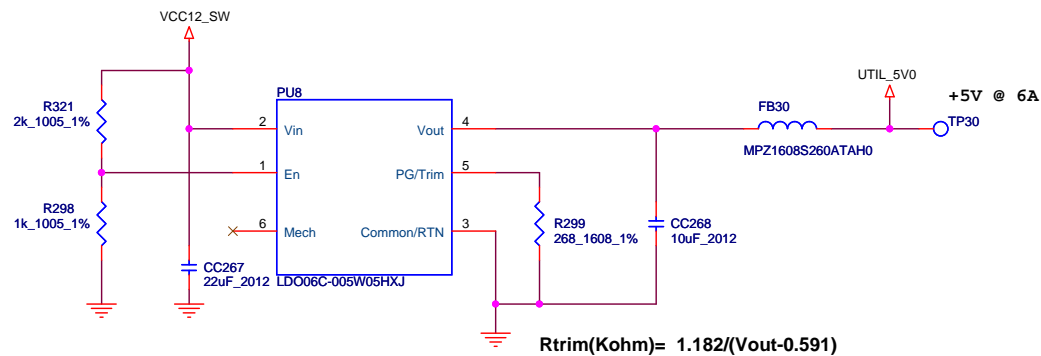 VCC12_SW
UTIL_5V0
+5V @ 6A
PU8
FB30
R321
2k_1005_1%
2 Vin Vout 4
TP30
MPZ1608S260ATAH0
1 En PG/Trim 5
R298
1k_1005_1%
R299
268_1608_1%
CC268
10uF_2012
6 Mech Common/RTN 3
CC267
22uF_2012
LDO06C-005W05HXJ
Rtrim(Kohm)= 1.182/(Vout-0.591)